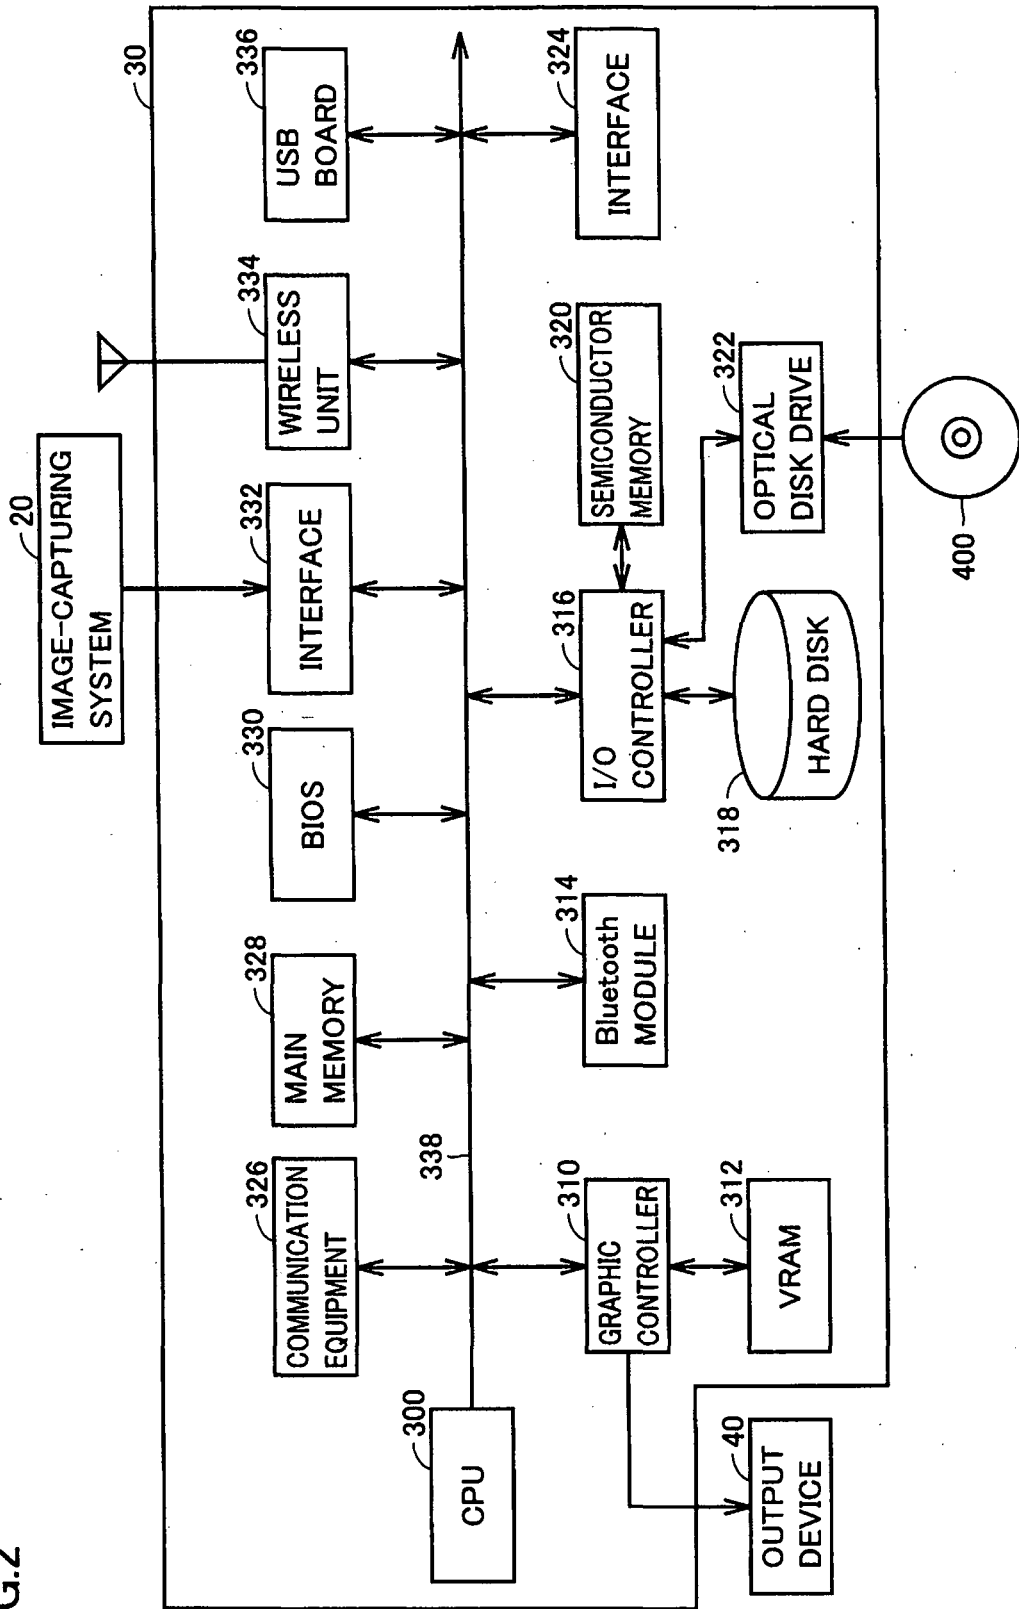 G.2
20
IMAGE-CAPTURING
SYSTEM
30
326
COMMUNICATION
EQUIPMENT
328
MAIN
MEMORY
330
BIOS
332
INTERFACE
334
WIRELESS
UNIT
336
USB
BOARD
300
CPU
338
310
GRAPHIC
CONTROLLER
314
Bluetooth
MODULE
316
I/O
CONTROLLER
320
SEMICONDUCTOR
MEMORY
324
INTERFACE
312
VRAM
318
HARD DISK
322
OPTICAL
DISK DRIVE
40
OUTPUT
DEVICE
400